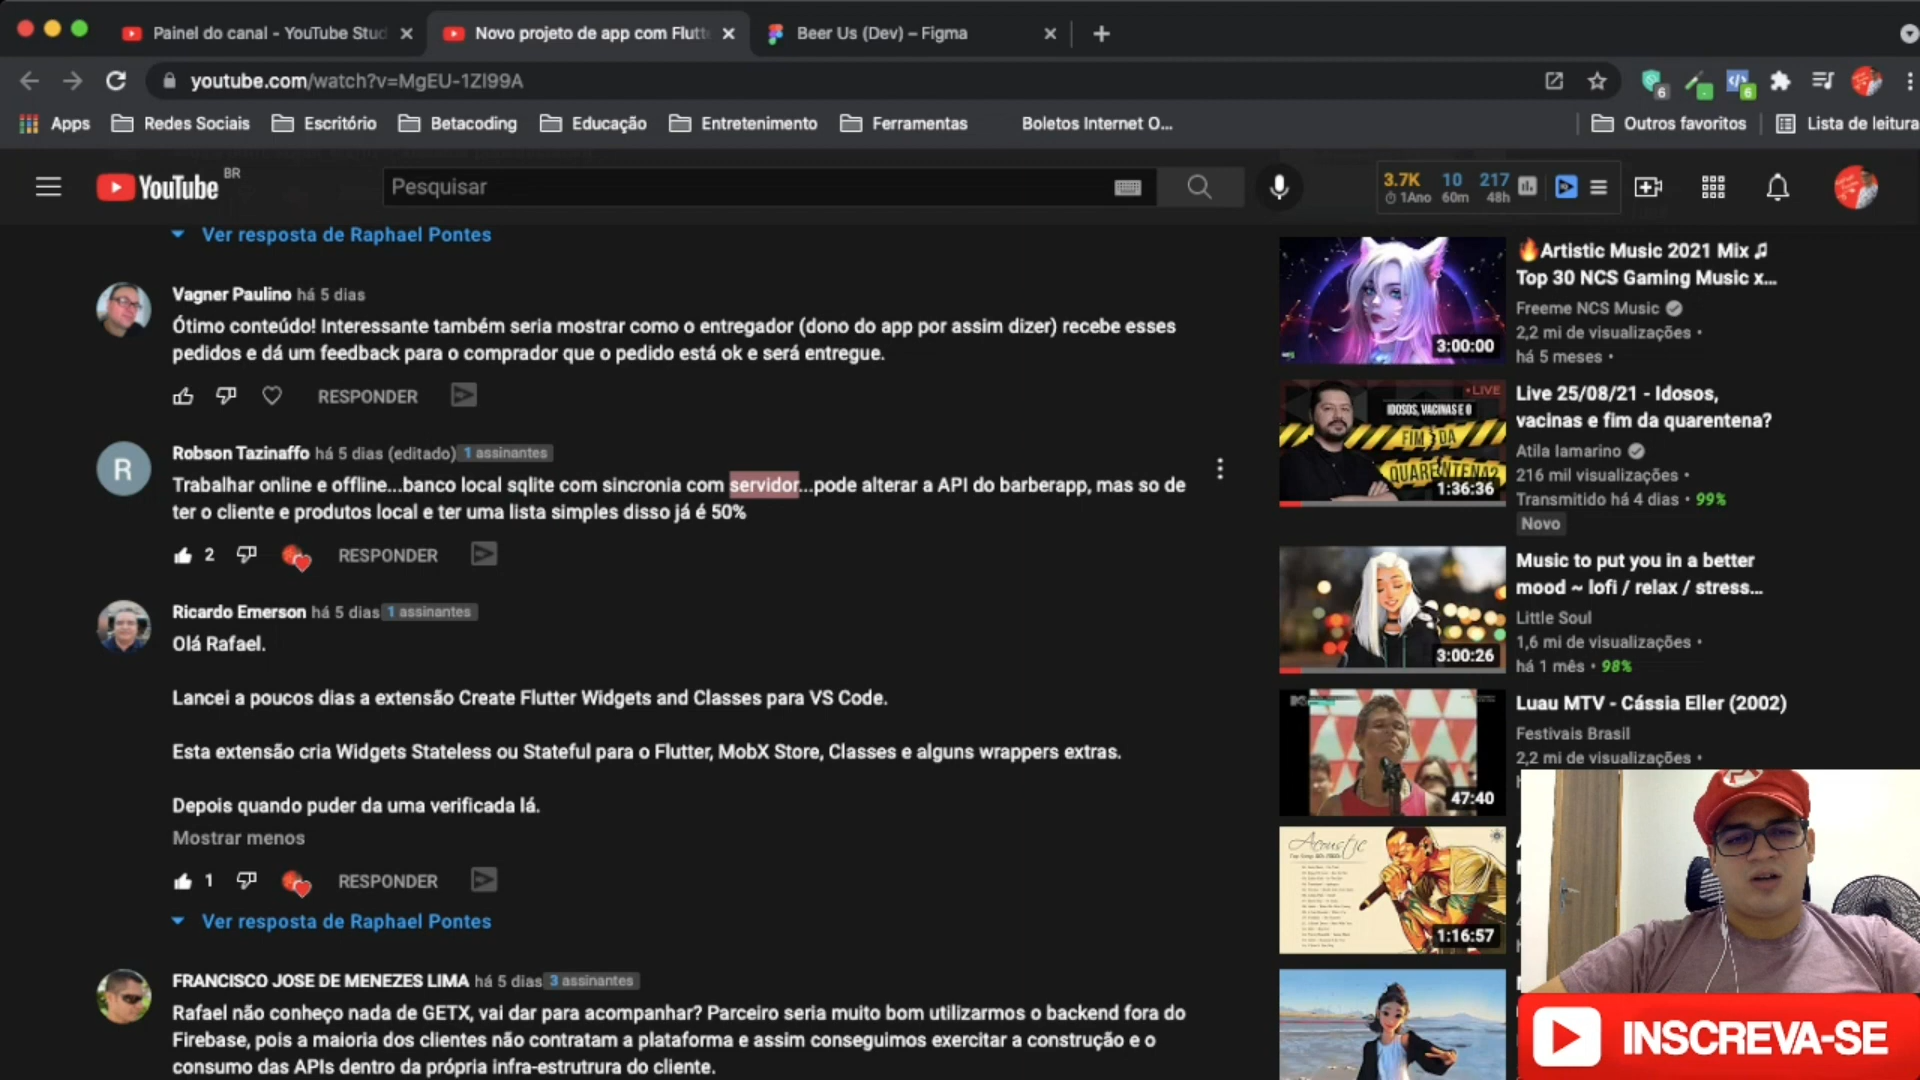 Painel do canal - YouTube Stud
Novo projeto de app com Flutt
Beer Us (Dev) – Figma
youtube.com/watch?v=MgEU-1ZI99A
6
6
Apps
Redes Sociais
Escritório
Betacoding
Educação
Entretenimento
Ferramentas
Boletos Internet O...
Outros favoritos
Lista de leitura
YouTube BR
Pesquisar
3.7K 10 217
1Ano 60m 48h
Ver resposta de Raphael Pontes
Vagner Paulino há 5 dias
Ótimo conteúdo! Interessante também seria mostrar como o entregador (dono do app por assim dizer) recebe esses
pedidos e dá um feedback para o comprador que o pedido está ok e será entregue.
RESPONDER
R
Robson Tazinaffo há 5 dias (editado) 1 assinantes
Trabalhar online e offline...banco local sqlite com sincronia com servidor...pode alterar a API do barberapp, mas so de
ter o cliente e produtos local e ter uma lista simples disso já é 50%
2 RESPONDER
Ricardo Emerson há 5 dias 1 assinantes
Olá Rafael.
Lancei a poucos dias a extensão Create Flutter Widgets and Classes para VS Code.
Esta extensão cria Widgets Stateless ou Stateful para o Flutter, MobX Store, Classes e alguns wrappers extras.
Depois quando puder da uma verificada lá.
Mostrar menos
1 RESPONDER
Ver resposta de Raphael Pontes
FRANCISCO JOSE DE MENEZES LIMA há 5 dias 3 assinantes
Rafael não conheço nada de GETX, vai dar para acompanhar? Parceiro seria muito bom utilizarmos o backend fora do
Firebase, pois a maioria dos clientes não contratam a plataforma e assim conseguimos exercitar a construção e o
consumo das APIs dentro da própria infra-estrutrura do cliente.
3:00:00
🔥Artistic Music 2021 Mix ♫
Top 30 NCS Gaming Music x...
Freeme NCS Music
2,2 mi de visualizações •
há 5 meses •
LIVE
IDOSOS, VACINAS E O
FIM DA
QUARENTENA?
1:36:36
Live 25/08/21 - Idosos,
vacinas e fim da quarentena?
Atila Iamarino
216 mil visualizações •
Transmitido há 4 dias • 99%
Novo
3:00:26
Music to put you in a better
mood ~ lofi / relax / stress...
Little Soul
1,6 mi de visualizações •
há 1 mês • 98%
47:40
Luau MTV - Cássia Eller (2002)
Festivais Brasil
2,2 mi de visualizações •
Acoustic
1:16:57
INSCREVA-SE